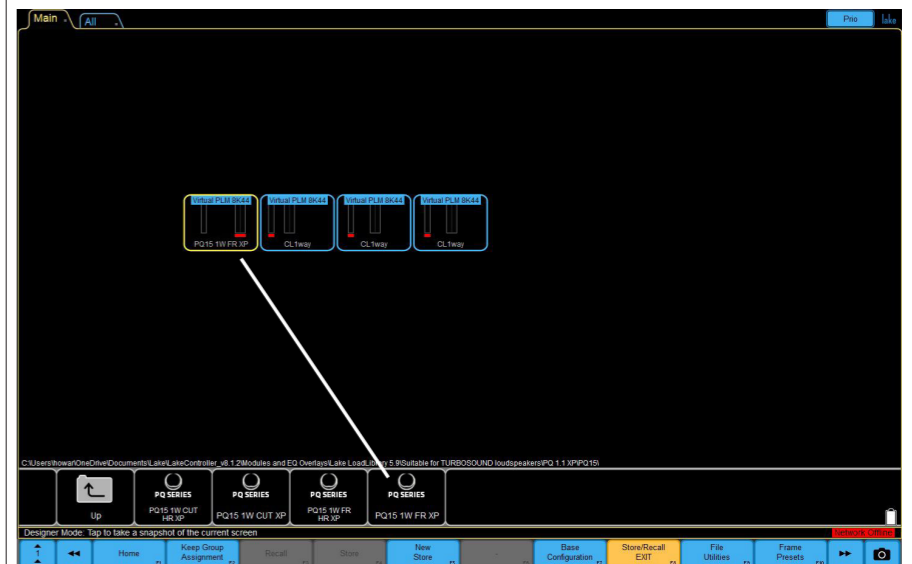 Main All Pno lake
Virtual PLM 8K44 Virtual PLM 8K44 Virtual PLM 8K44 Virtual PLM 8K44
PQ15 1W FR XP CL1way CL1way CL1way
C:\Users\howar\OneDrive\Documents\Lake\LakeController_v8.1.2\Modules and EQ Overlays\Lake LoadLibrary 5.9\Suitable for TURBOSOUND loudspeakers\PQ 1.1 XP\PQ15\
PQ SERIES PQ SERIES PQ SERIES PQ SERIES
Up PQ15 1W CUT HR XP PQ15 1W CUT XP PQ15 1W FR HR XP PQ15 1W FR XP
Designer Mode: Tap to take a snapshot of the current screen Network Offline
1 Home Keep Group Assignment Recall Store New Store - Base Configuration Store/Recall EXIT File Utilities Frame Presets